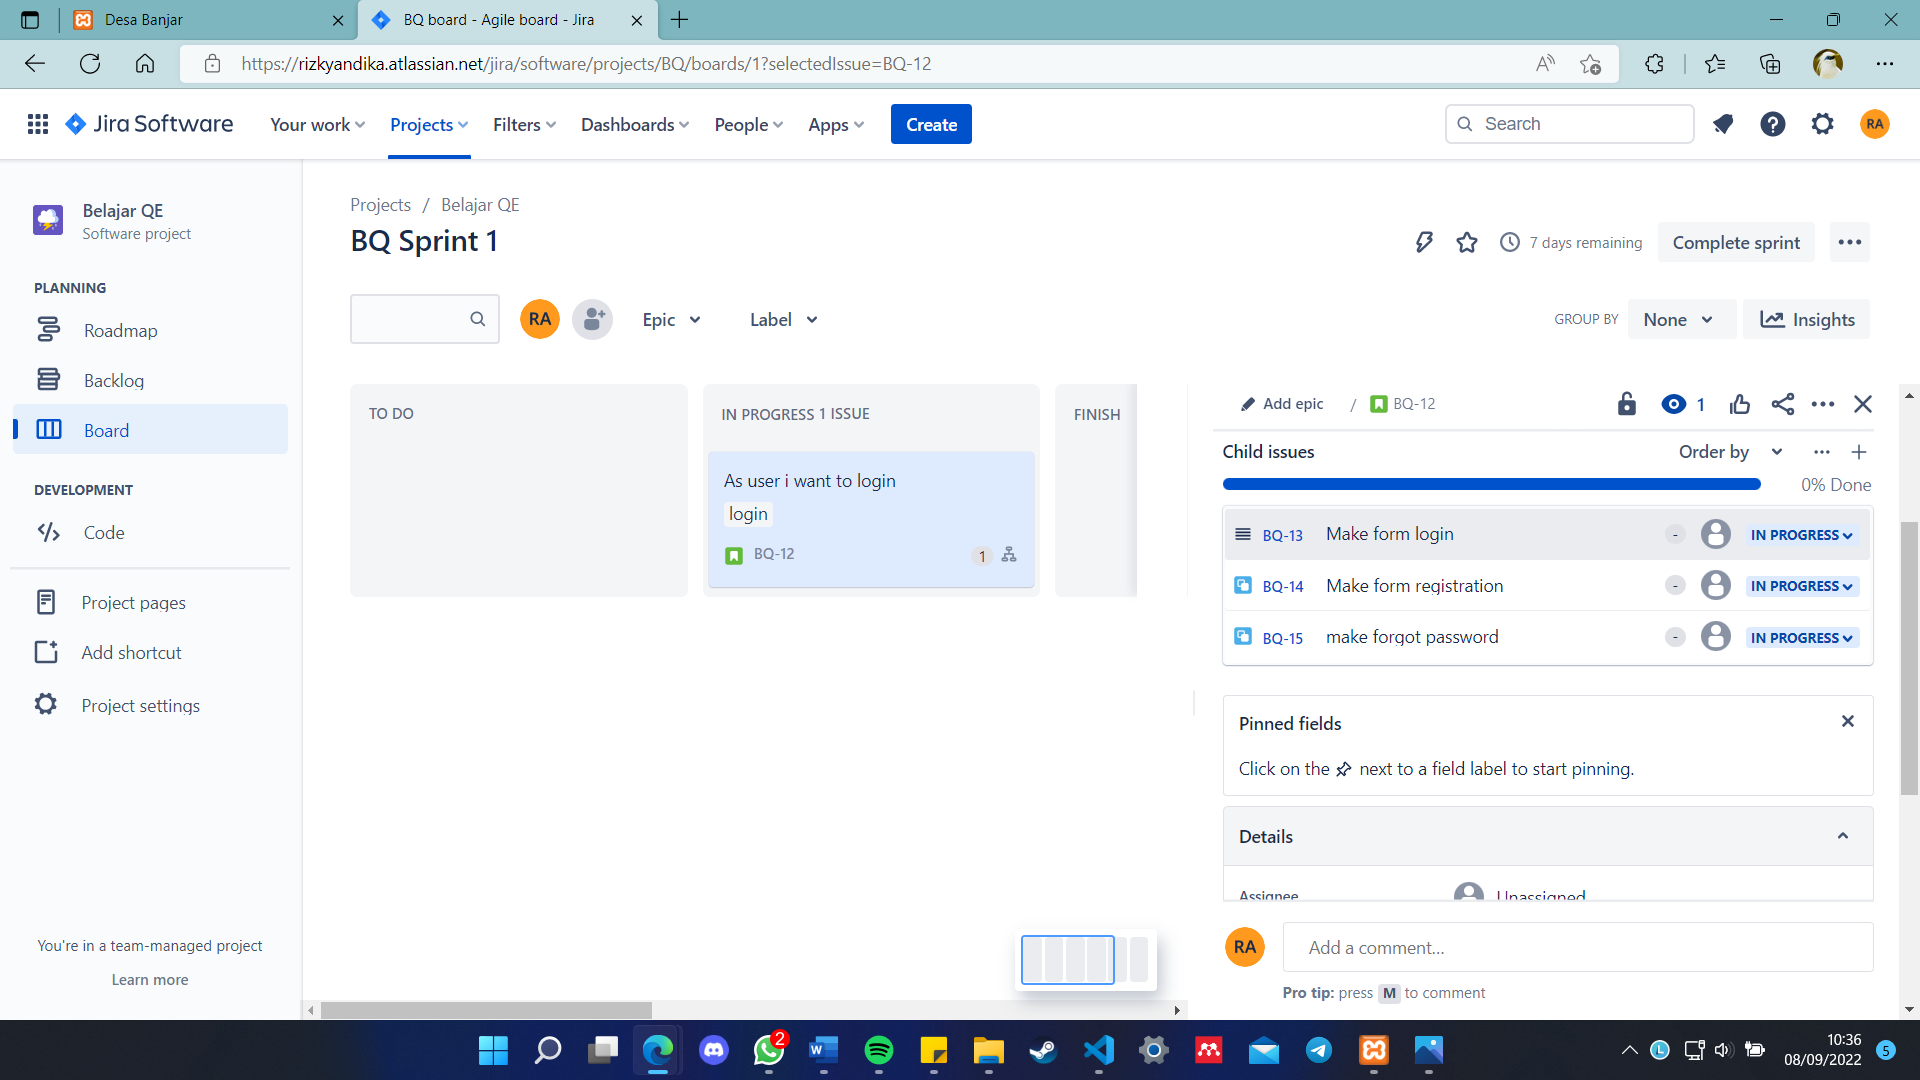 Desa Banjar
BQ board - Agile board - Jira
https://rizkyandika.atlassian.net/jira/software/projects/BQ/boards/1?selectedIssue=BQ-12
Jira Software
Your work
Projects
Filters
Dashboards
People
Apps
Create
Search
RA
Belajar QE
Software project
PLANNING
Roadmap
Backlog
Board
DEVELOPMENT
Code
Project pages
Add shortcut
Project settings
You're in a team-managed project
Learn more
Projects / Belajar QE
BQ Sprint 1
7 days remaining
Complete sprint
RA
Epic
Label
GROUP BY
None
Insights
TO DO
IN PROGRESS 1 ISSUE
As user i want to login
login
BQ-12
1
FINISH
Add epic / BQ-12
1
Child issues
Order by
0% Done
BQ-13 Make form login - IN PROGRESS
BQ-14 Make form registration - IN PROGRESS
BQ-15 make forgot password - IN PROGRESS
Pinned fields
Click on the next to a field label to start pinning.
Details
Assignee
Unassigned
RA
Add a comment...
Pro tip: press M to comment
2
10:36
08/09/2022
5